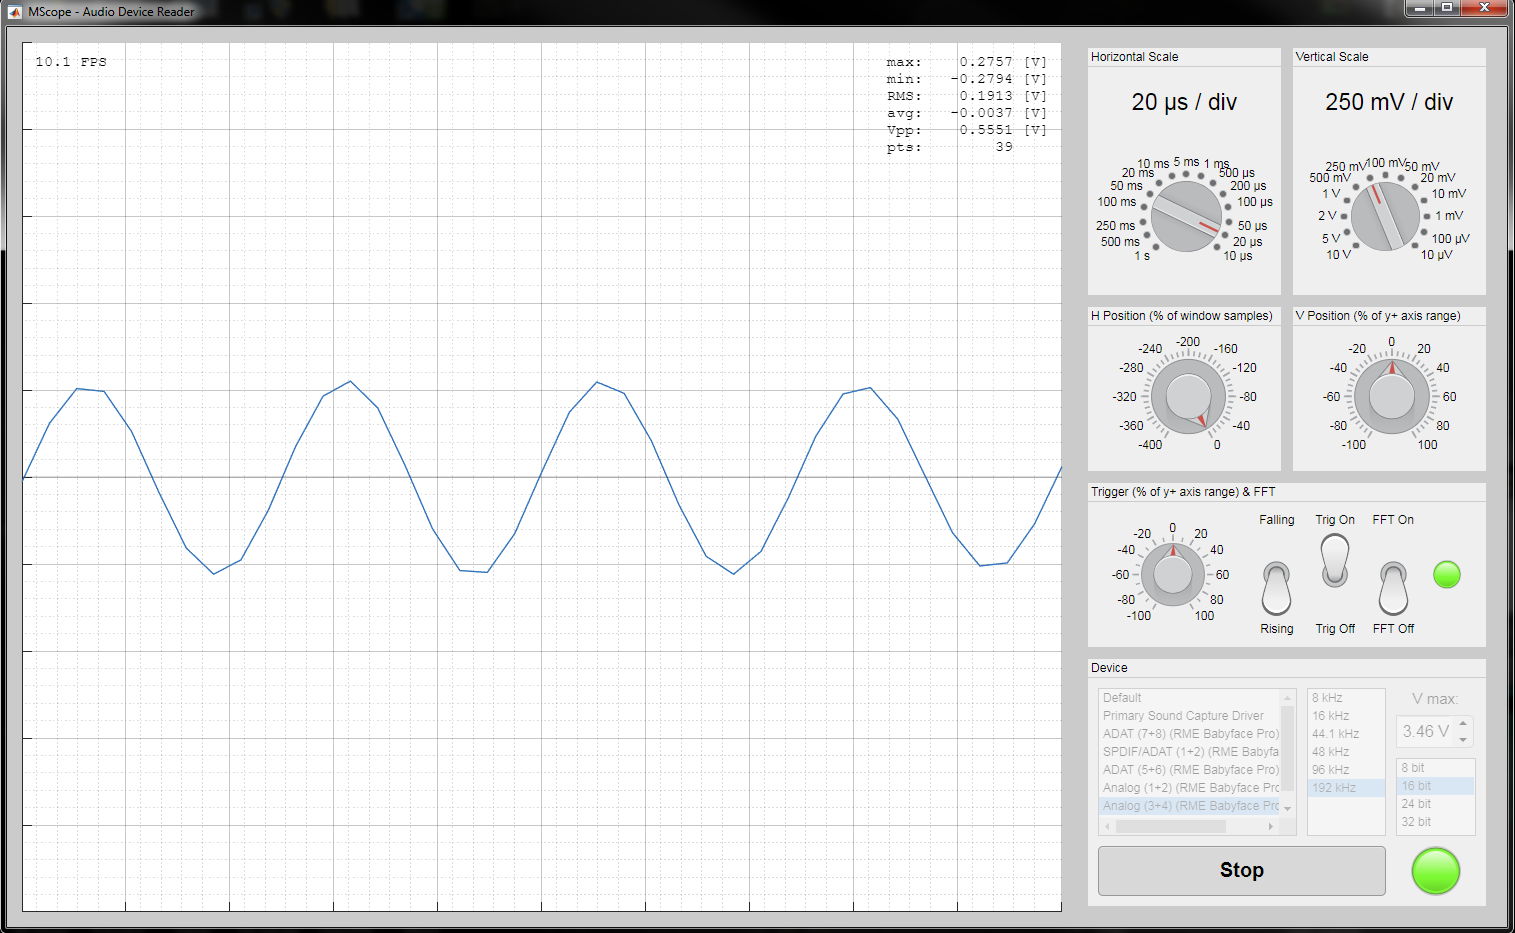 MScope - Audio Device Reader
10.1 FPS
max: 0.2757 [V]
min: -0.2794 [V]
RMS: 0.1913 [V]
avg: -0.0037 [V]
Vpp: 0.5551 [V]
pts: 39
Horizontal Scale
20 µs / div
10 ms 5 ms 1 ms
20 ms 500 µs
50 ms 200 µs
100 ms 100 µs
250 ms 50 µs
500 ms 20 µs
1 s 10 µs
Vertical Scale
250 mV / div
250 mV 100 mV 50 mV
500 mV 20 mV
1 V 10 mV
2 V 1 mV
5 V 100 µV
10 V 10 µV
H Position (% of window samples)
-240 -200 -160
-280 -120
-320 -80
-360 -40
-400 0
V Position (% of y+ axis range)
-20 0 20
-40 40
-60 60
-80 80
-100 100
Trigger (% of y+ axis range) & FFT
-20 0 20
-40 40
-60 60
-80 80
-100 100
Falling Trig On FFT On
Rising Trig Off FFT Off
Device
Default
Primary Sound Capture Driver
ADAT (7+8) (RME Babyface Pro)
SPDIF/ADAT (1+2) (RME Babyfa
ADAT (5+6) (RME Babyface Pro)
Analog (1+2) (RME Babyface Pro
Analog (3+4) (RME Babyface Pro
8 kHz
16 kHz
44.1 kHz
48 kHz
96 kHz
192 kHz
V max:
3.46 V
8 bit
16 bit
24 bit
32 bit
Stop